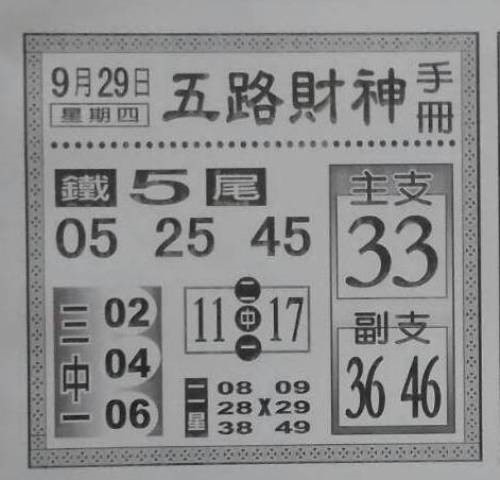 9月29日
星期四
五路財神
手冊
鐵5尾
05 25 45
主支
33
三中一
02
04
06
二中一
11 17
副支
36 46
二星
08 09
28 X 29
38 49